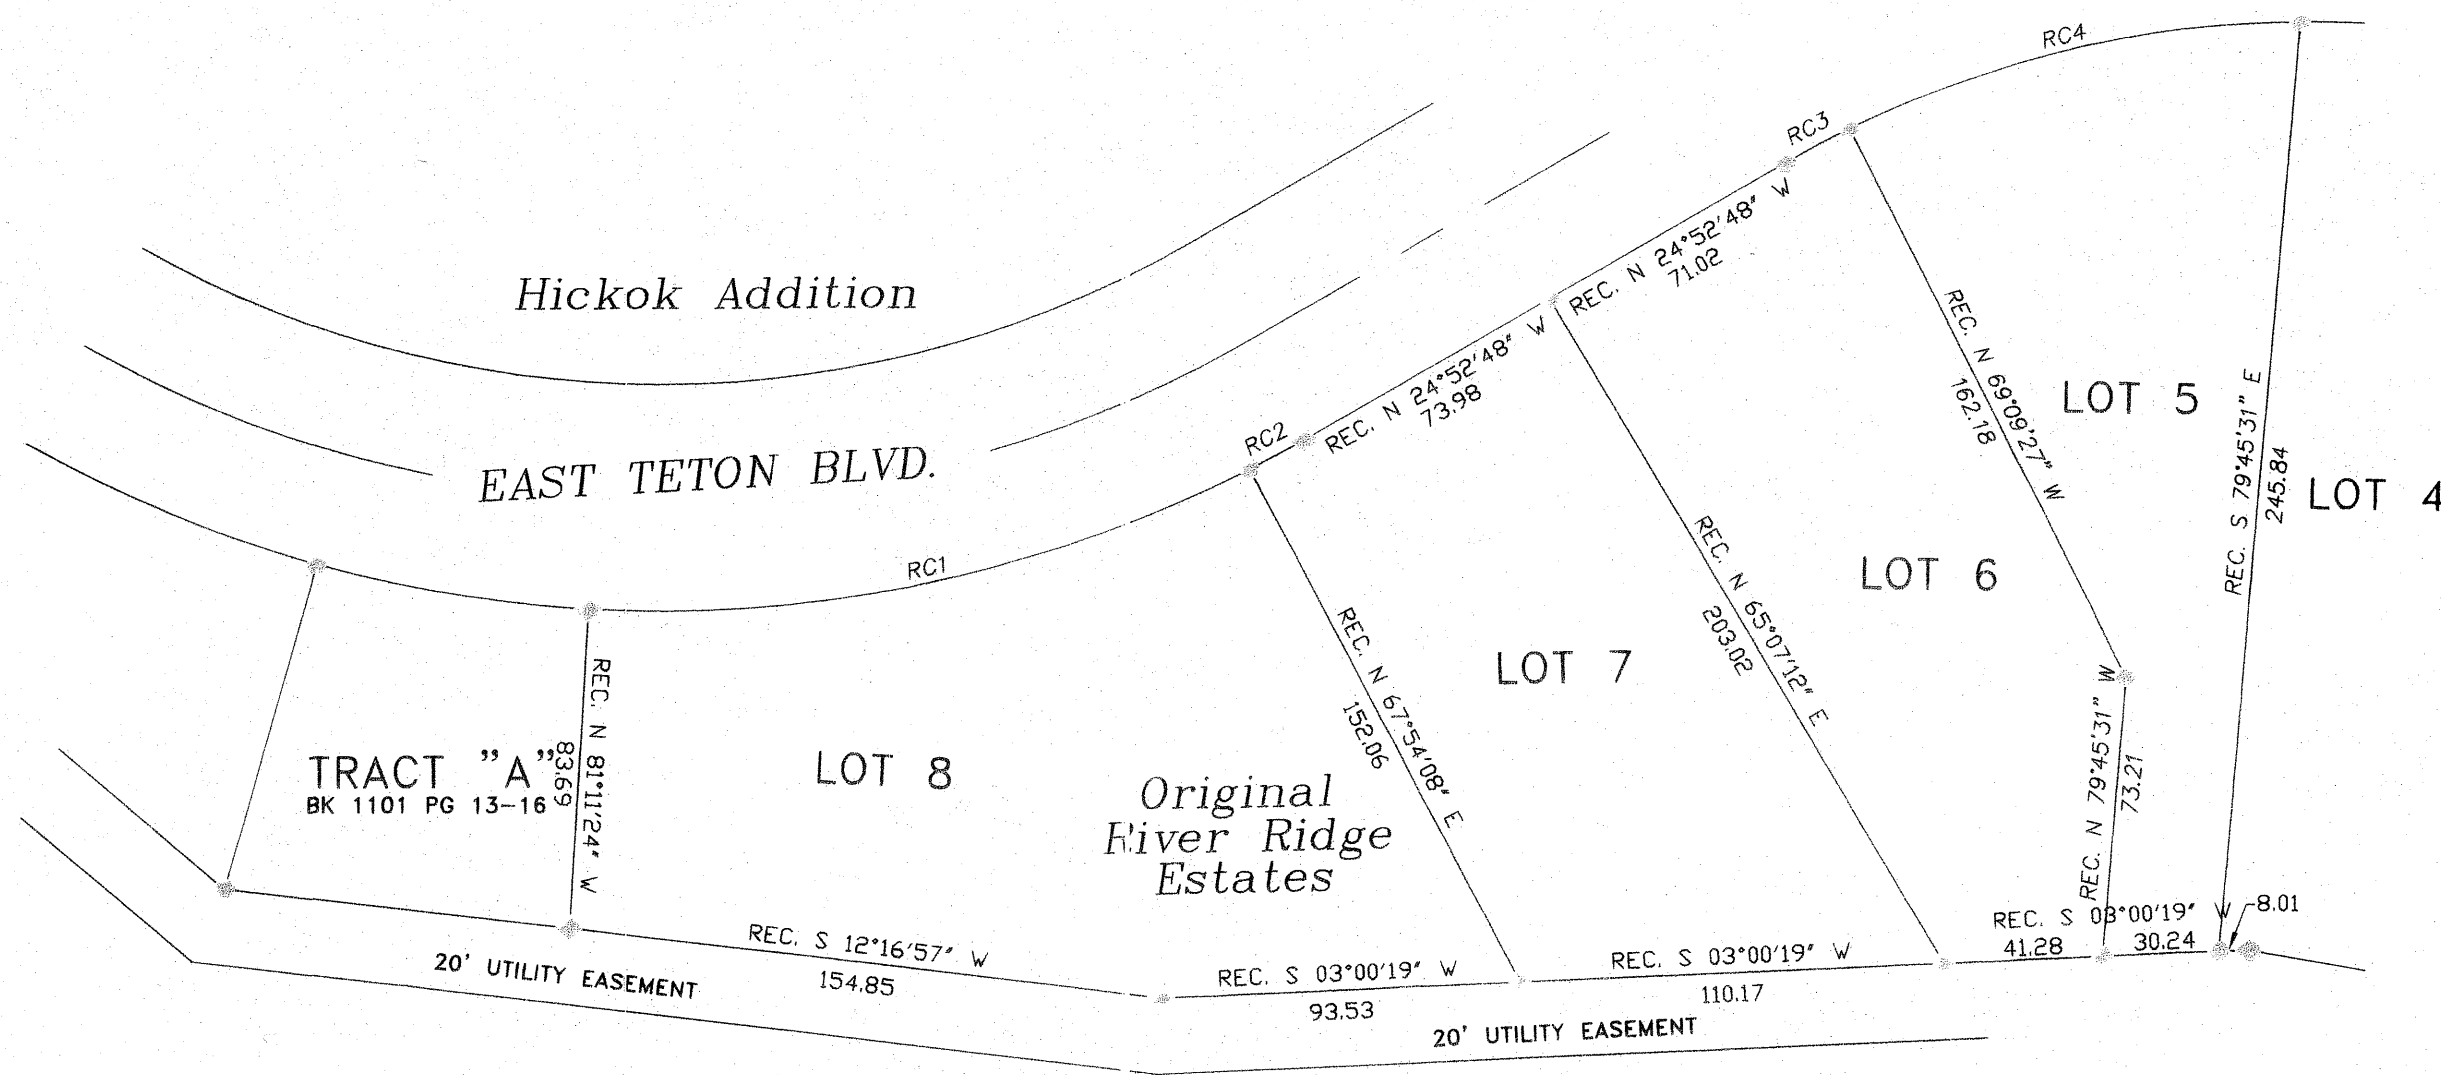 RC4
RC3
REC. N 24°52'48" W
71.02
Hickok Addition
REC. N 24°52'48" W
73.98
RC2
EAST TETON BLVD.
RC1
REC. N 69°09'27" W
162.18
LOT 5
REC. S 79°45'31" E
245.84
LOT 4
REC. N 65°07'12" E
203.02
LOT 6
REC. N 67°54'08" E
152.06
LOT 7
REC. N 79°45'31" W
73.21
REC. N 81°11'24" W
83.69
TRACT "A"
BK 1101 PG 13-16
LOT 8
Original
River Ridge
Estates
REC. S 12°16'57" W
154.85
REC. S 03°00'19" W
93.53
REC. S 03°00'19" W
110.17
REC. S 03°00'19" W
41.28
30.24
8.01
20' UTILITY EASEMENT
20' UTILITY EASEMENT